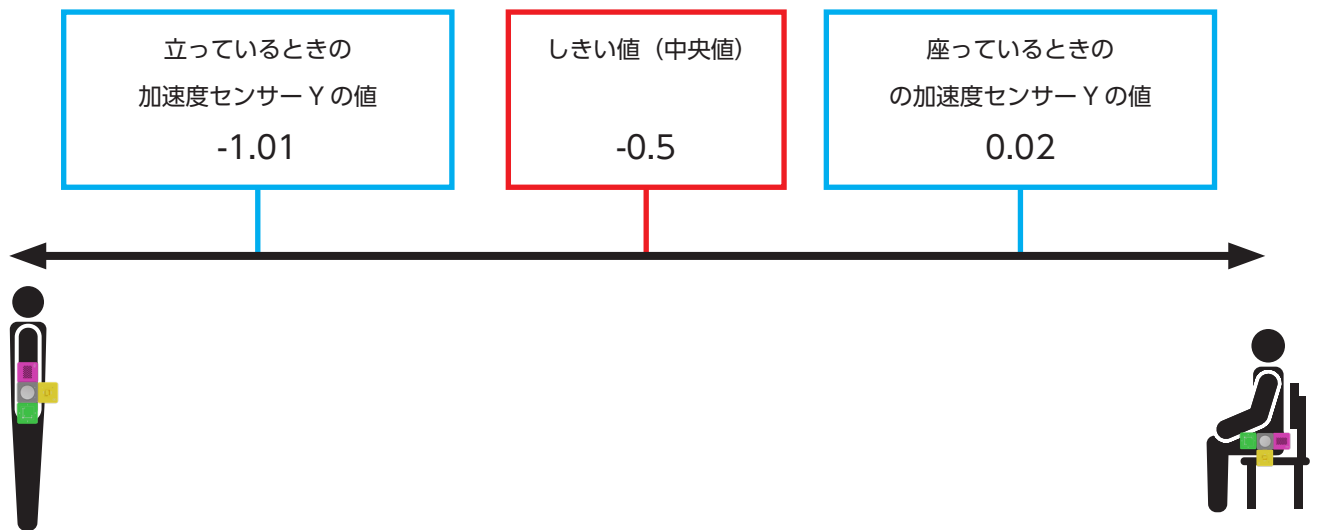 立っているときの
加速度センサー Y の値
-1.01
しきい値（中央値）
-0.5
座っているときの
の加速度センサー Y の値
0.02